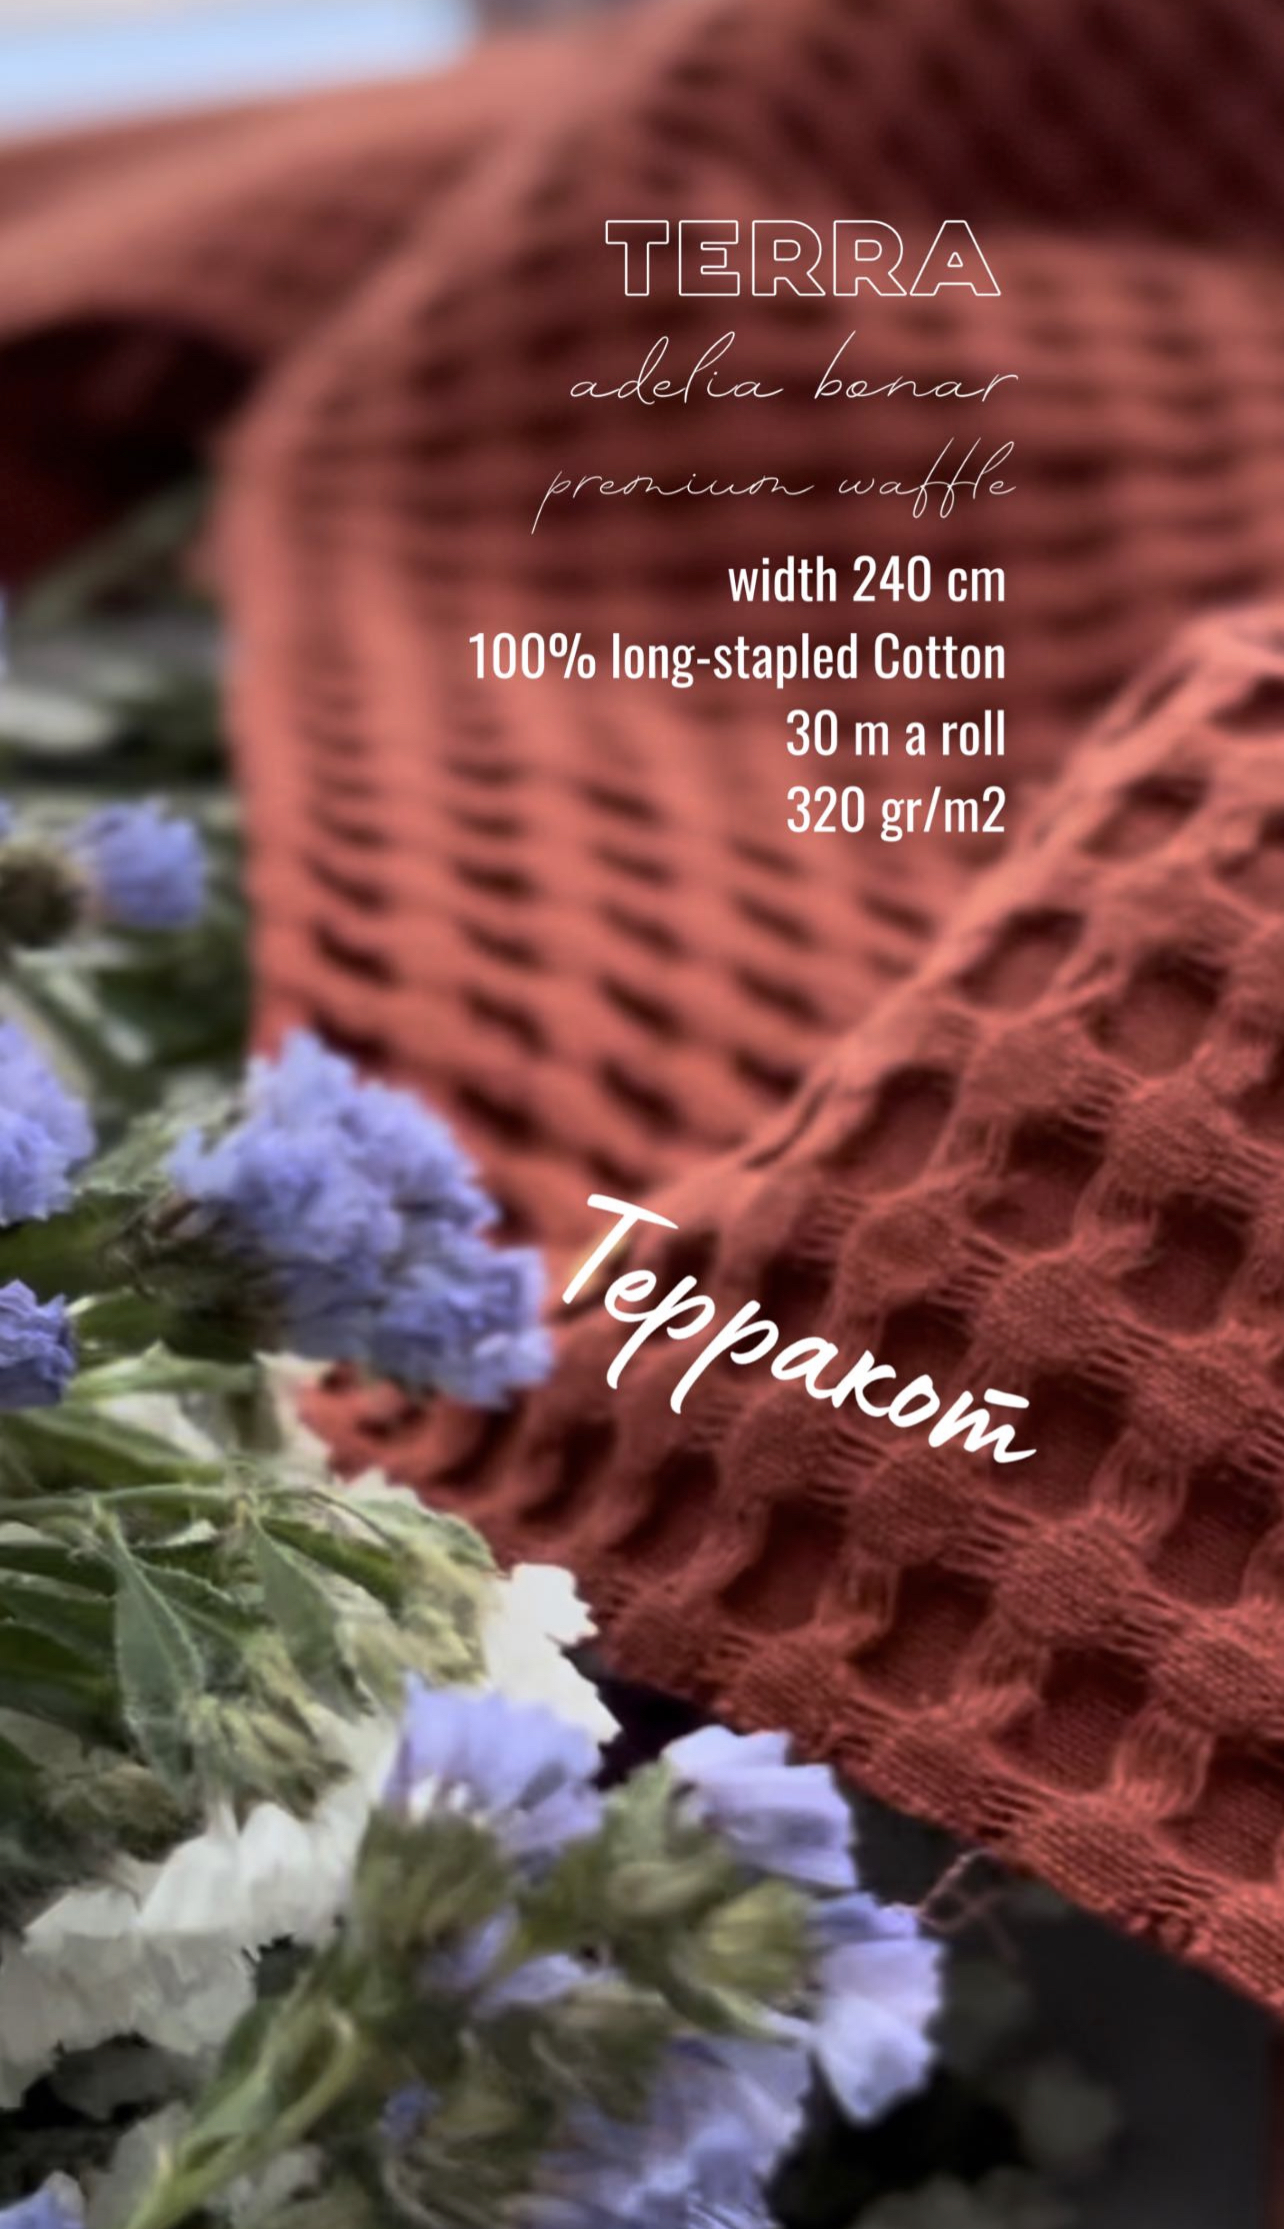 TERRA
adelia bonar
premium waffle
width 240 cm
100% long-stapled Cotton
30 m a roll
320 gr/m2
Терракот